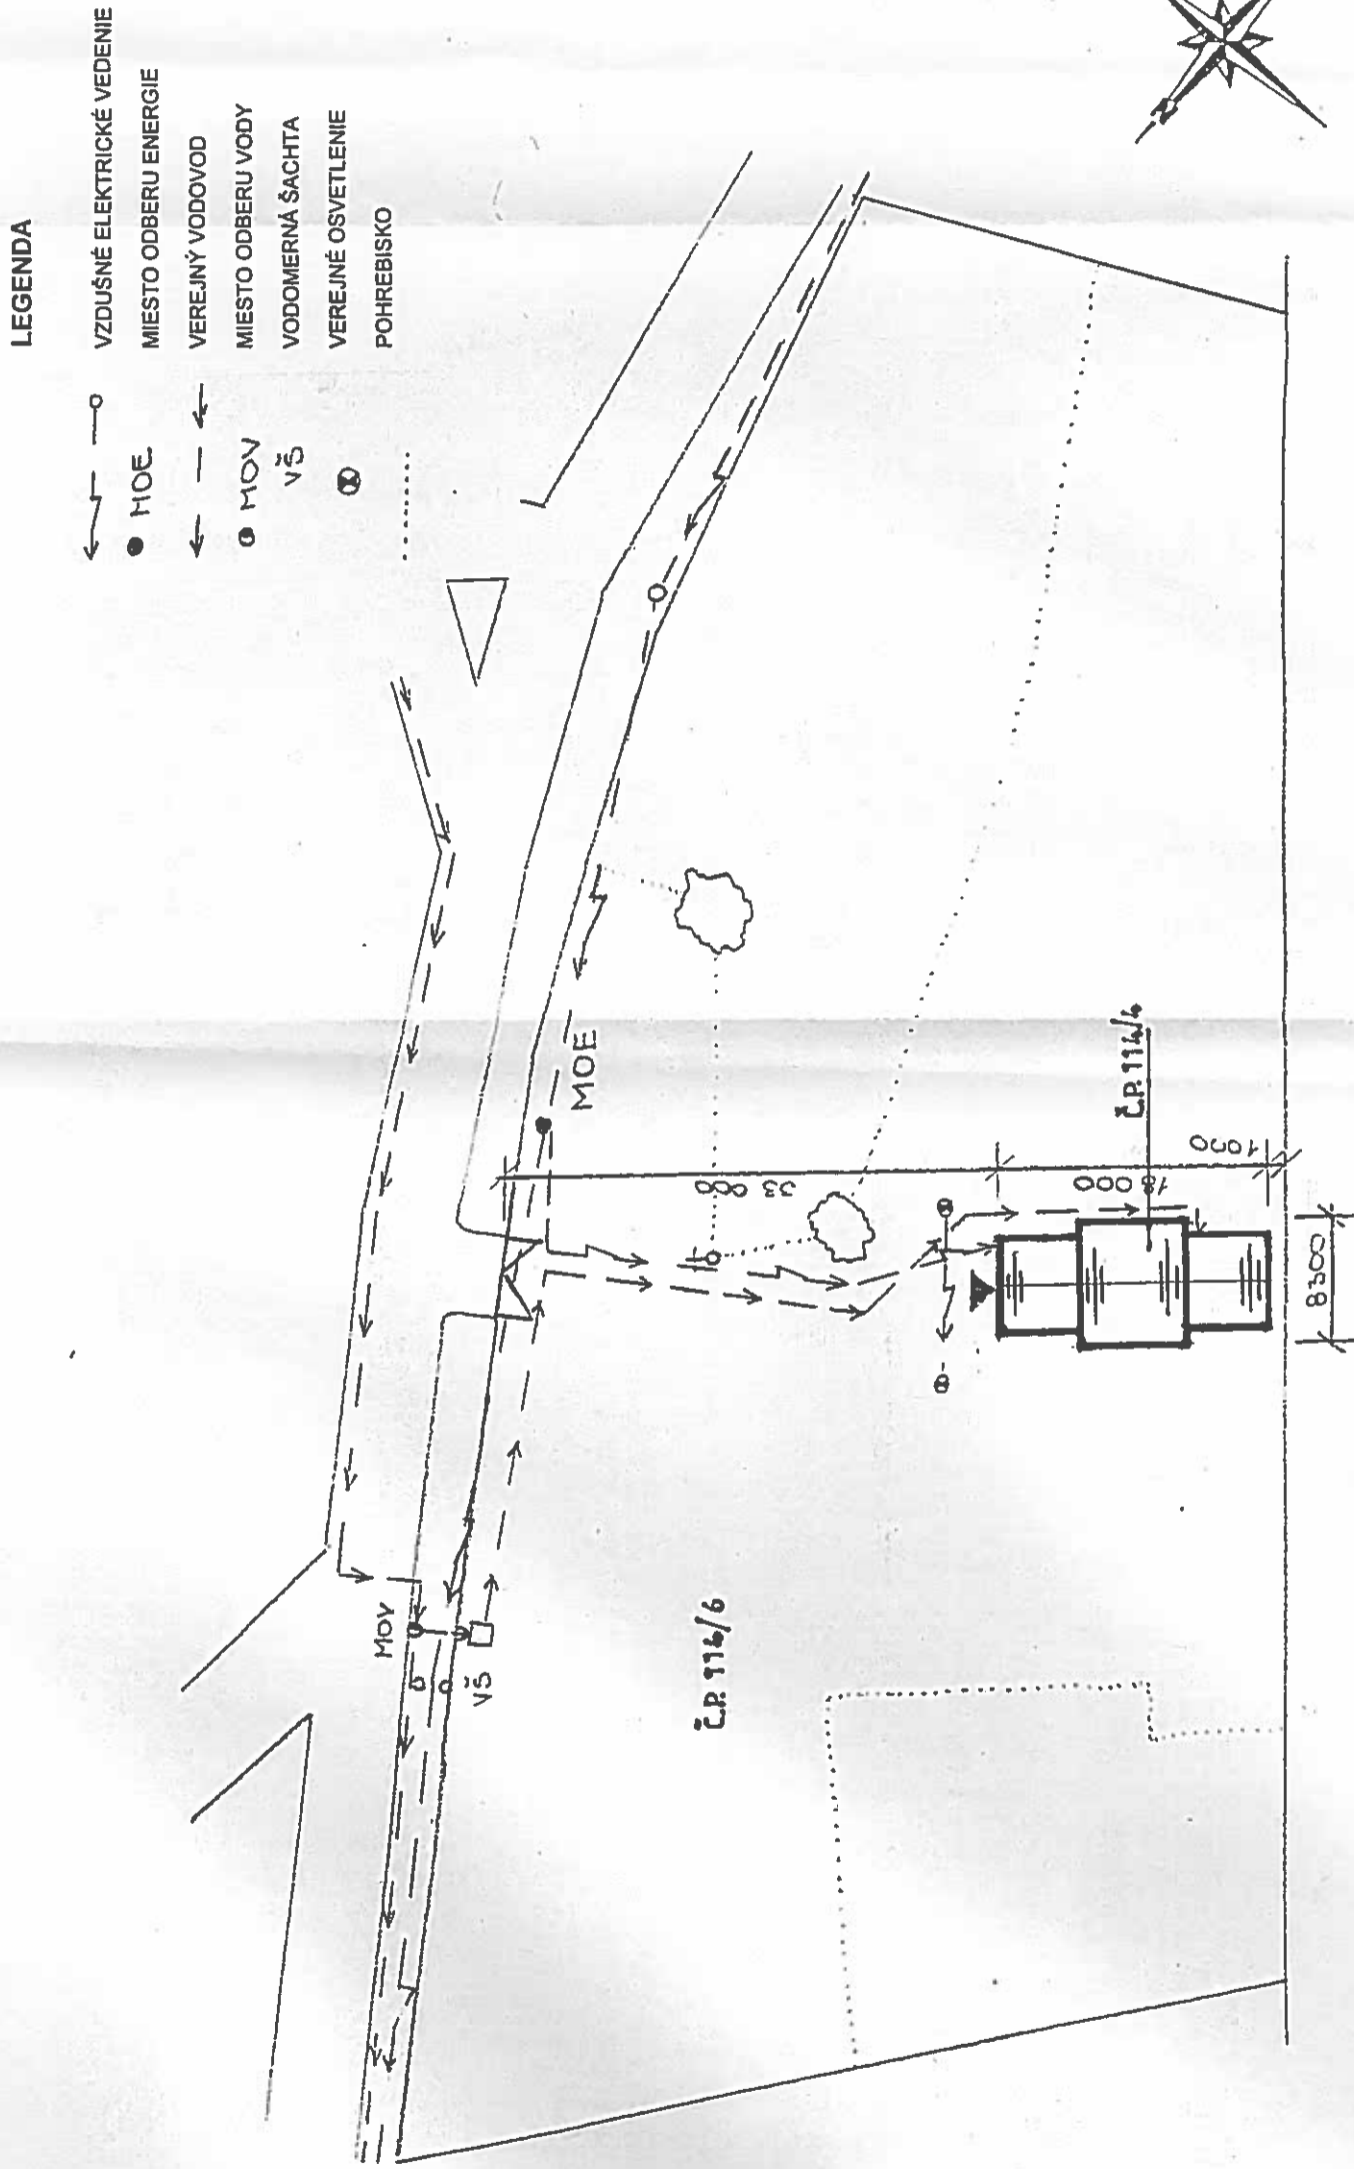 LEGENDA
VZDUŠNÉ ELEKTRICKÉ VEDENIE
MOE MIESTO ODBERU ENERGIE
VEREJNÝ VODOVOD
MOV MIESTO ODBERU VODY
VŠ VODOMERNÁ ŠACHTA
VEREJNÉ OSVETLENIE
POHREBISKO
MOE
MOV
VŠ
Č.P. 114/6
Č.P. 114/4
33 000
18 000
1000
8300